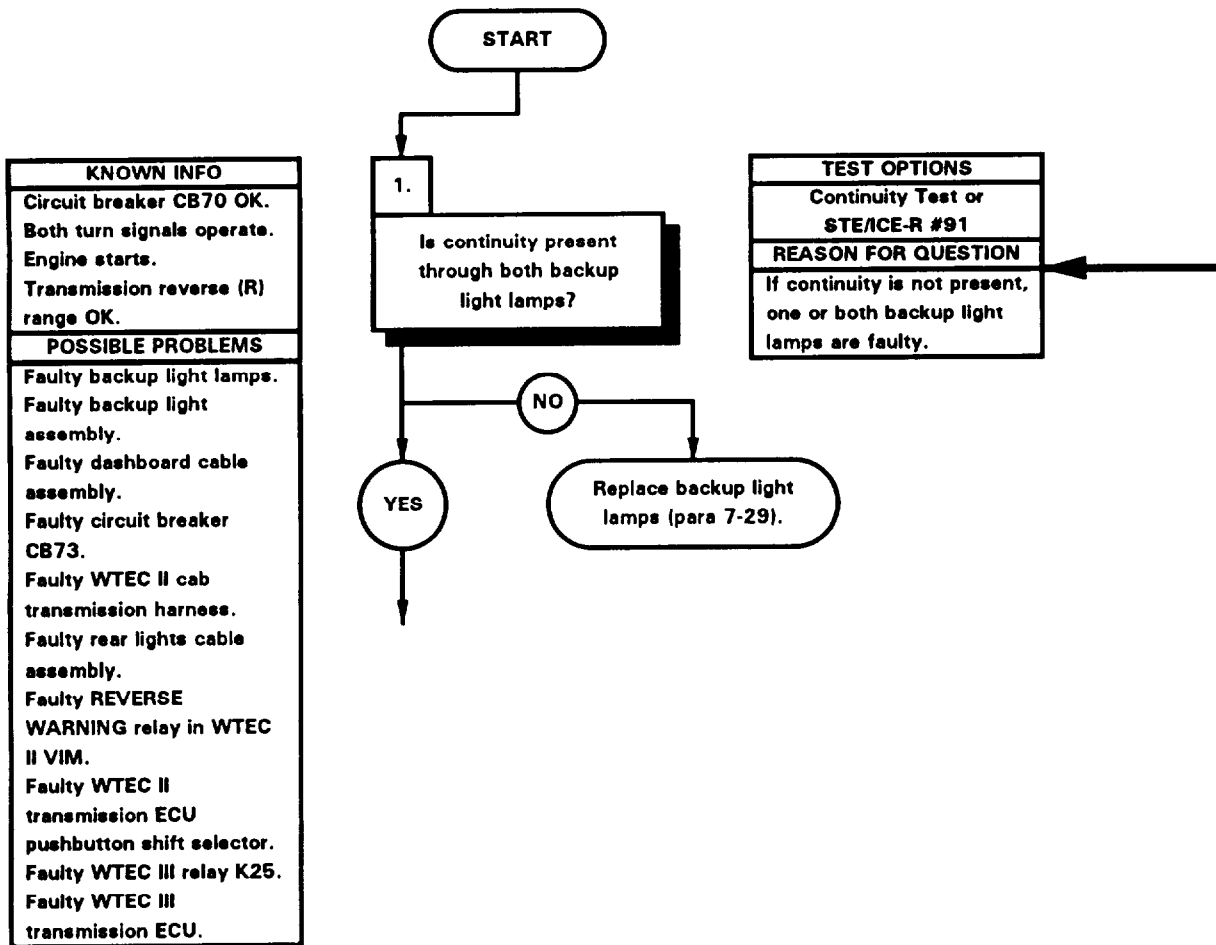 START
KNOWN INFO
Circuit breaker CB70 OK.
Both turn signals operate.
Engine starts.
Transmission reverse (R)
range OK.
POSSIBLE PROBLEMS
Faulty backup light lamps.
Faulty backup light
assembly.
Faulty dashboard cable
assembly.
Faulty circuit breaker
CB73.
Faulty WTEC II cab
transmission harness.
Faulty rear lights cable
assembly.
Faulty REVERSE
WARNING relay in WTEC
II VIM.
Faulty WTEC II
transmission ECU
pushbutton shift selector.
Faulty WTEC III relay K25.
Faulty WTEC III
transmission ECU.
1.
Is continuity present
through both backup
light lamps?
NO
YES
Replace backup light
lamps (para 7-29).
TEST OPTIONS
Continuity Test or
STE/ICE-R #91
REASON FOR QUESTION
If continuity is not present,
one or both backup light
lamps are faulty.